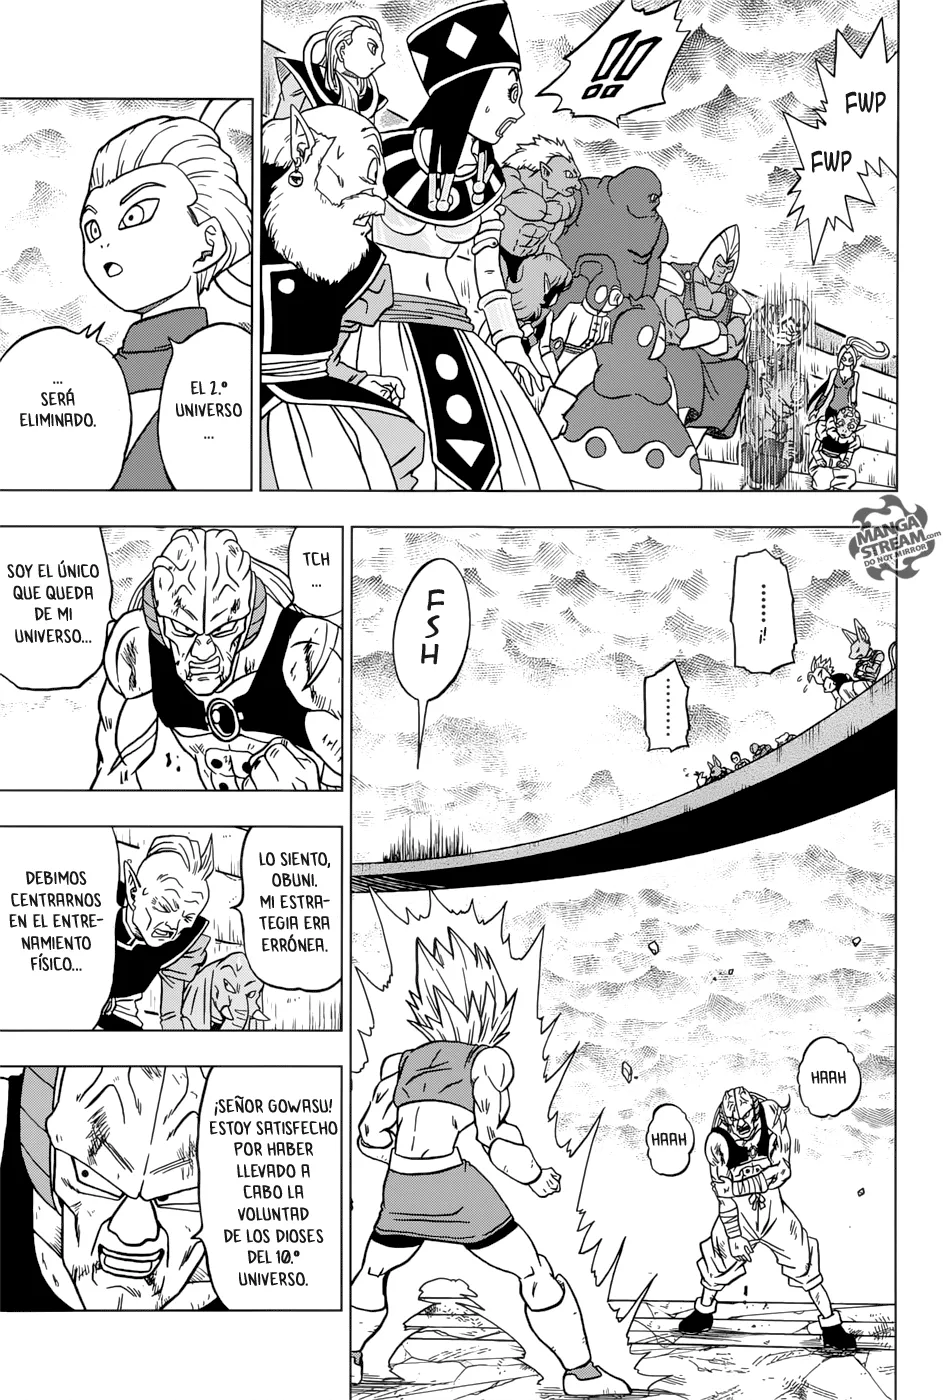 !!
FWP
FWP
EL 2.º
UNIVERSO
...
...
SERÁ
ELIMINADO.
MANGA
STREAM.com
DO NOT MIRROR
........
¡!
........
FSH
TCH
...
SOY EL ÚNICO
QUE QUEDA
DE MI
UNIVERSO...
LO SIENTO,
OBUNI.
MI ESTRA-
TEGIA ERA
ERRÓNEA.
DEBIMOS
CENTRARNOS
EN EL ENTRE-
NAMIENTO
FÍSICO...
HAAH
HAAH
¡SEÑOR GOWASU!
ESTOY SATISFECHO
POR HABER
LLEVADO A
CABO LA
VOLUNTAD
DE LOS DIOSES
DEL 10.º
UNIVERSO.